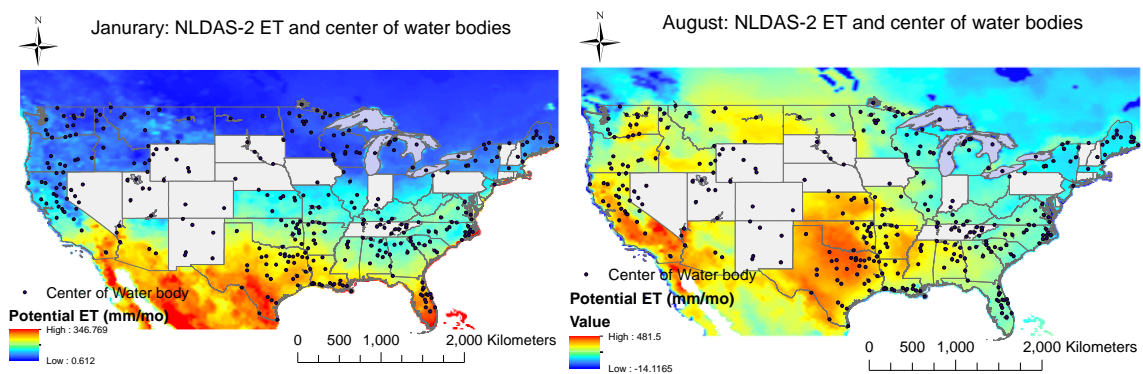 N
Janurary: NLDAS-2 ET and center of water bodies
Center of Water body
Potential ET (mm/mo)
High : 346.769
Low : 0.612
0 500 1,000 2,000 Kilometers
N
August: NLDAS-2 ET and center of water bodies
Center of Water body
Potential ET (mm/mo)
Value
High : 481.5
Low : -14.1165
0 500 1,000 2,000 Kilometers